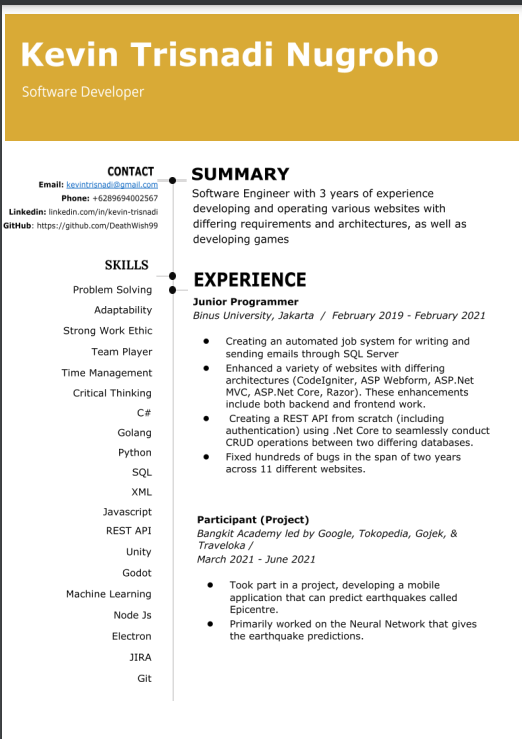 Kevin Trisnadi Nugroho
Software Developer
CONTACT
Email: kevintrisnadi@gmail.com
Phone: +6289694002567
Linkedin: linkedin.com/in/kevin-trisnadi
GitHub: https://github.com/DeathWish99
SKILLS
Problem Solving
Adaptability
Strong Work Ethic
Team Player
Time Management
Critical Thinking
C#
Golang
Python
SQL
XML
Javascript
REST API
Unity
Godot
Machine Learning
Node Js
Electron
JIRA
Git
SUMMARY
Software Engineer with 3 years of experience
developing and operating various websites with
differing requirements and architectures, as well as
developing games
EXPERIENCE
Junior Programmer
Binus University, Jakarta / February 2019 - February 2021
● Creating an automated job system for writing and
sending emails through SQL Server
● Enhanced a variety of websites with differing
architectures (CodeIgniter, ASP Webform, ASP.Net
MVC, ASP.Net Core, Razor). These enhancements
include both backend and frontend work.
● Creating a REST API from scratch (including
authentication) using .Net Core to seamlessly conduct
CRUD operations between two differing databases.
● Fixed hundreds of bugs in the span of two years
across 11 different websites.
Participant (Project)
Bangkit Academy led by Google, Tokopedia, Gojek, &
Traveloka /
March 2021 - June 2021
● Took part in a project, developing a mobile
application that can predict earthquakes called
Epicentre.
● Primarily worked on the Neural Network that gives
the earthquake predictions.